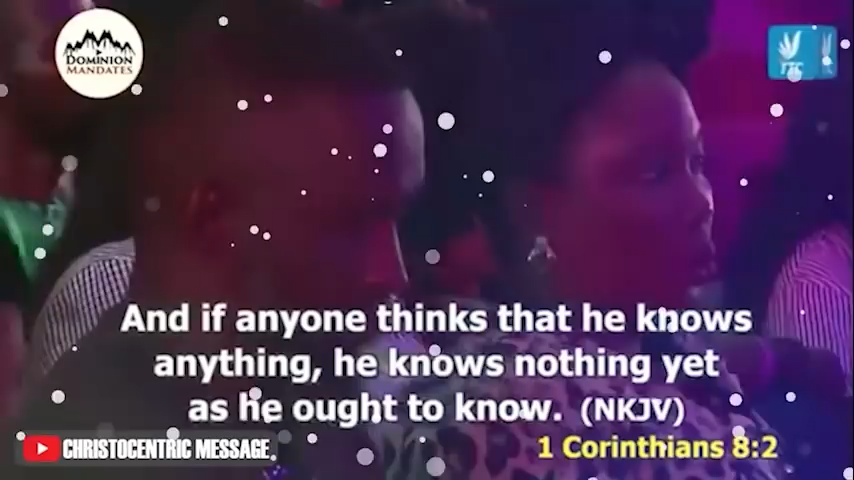 DOMINION
MANDATES
TTC
And if anyone thinks that he knows
anything, he knows nothing yet
as he ought to know. (NKJV)
1 Corinthians 8:2
CHRISTOCENTRIC MESSAGE.